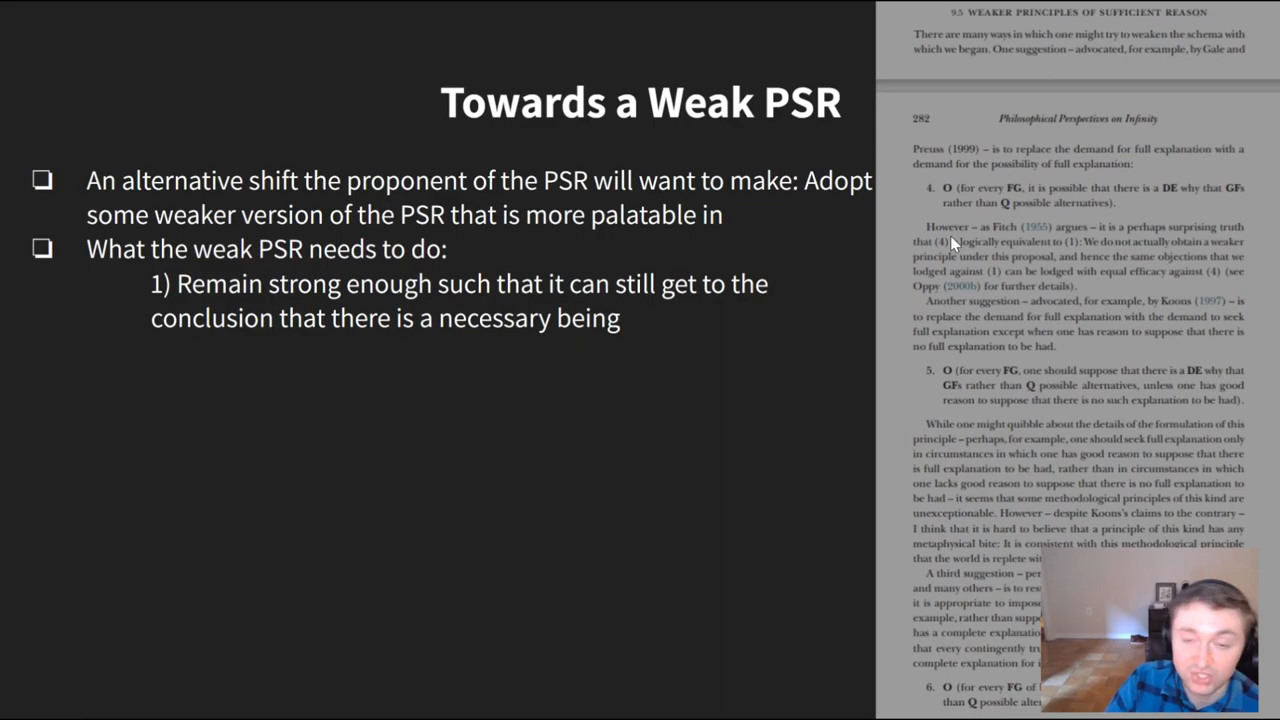 Towards a Weak PSR
❏ An alternative shift the proponent of the PSR will want to make: Adopt
some weaker version of the PSR that is more palatable in
❏ What the weak PSR needs to do:
1) Remain strong enough such that it can still get to the
conclusion that there is a necessary being
9.5 WEAKER PRINCIPLES OF SUFFICIENT REASON
There are many ways in which one might try to weaken the schema with
which we began. One suggestion – advocated, for example, by Gale and
282 Philosophical Perspectives on Infinity
Preuss (1999) – is to replace the demand for full explanation with a
demand for the possibility of full explanation:
4. O (for every FG, it is possible that there is a DE why that GFs
rather than Q possible alternatives).
However – as Fitch (1955) argues – it is a perhaps surprising truth
that (4) logically equivalent to (1): We do not actually obtain a weaker
principle under this proposal, and hence the same objections that we
lodged against (1) can be lodged with equal efficacy against (4) (see
Oppy (2000b) for further details).
Another suggestion – advocated, for example, by Koons (1997) – is
to replace the demand for full explanation with the demand to seek
full explanation except when one has reason to suppose that there is
no full explanation to be had.
5. O (for every FG, one should suppose that there is a DE why that
GFs rather than Q possible alternatives, unless one has good
reason to suppose that there is no such explanation to be had).
While one might quibble about the details of the formulation of this
principle – perhaps, for example, one should seek full explanation only
in circumstances in which one has good reason to suppose that there
is full explanation to be had, rather than in circumstances in which
one lacks good reason to suppose that there is no full explanation to
be had – it seems that some methodological principles of this kind are
unexceptionable. However – despite Koons's claims to the contrary –
I think that it is hard to believe that a principle of this kind has any
metaphysical bite: It is consistent with this methodological principle
that the world is replete
A third suggestion –
and many others – is to
it is appropriate to impose
example, rather than
has a complete
that every contingently
complete explanation for
6. O (for every FG of
than Q possible